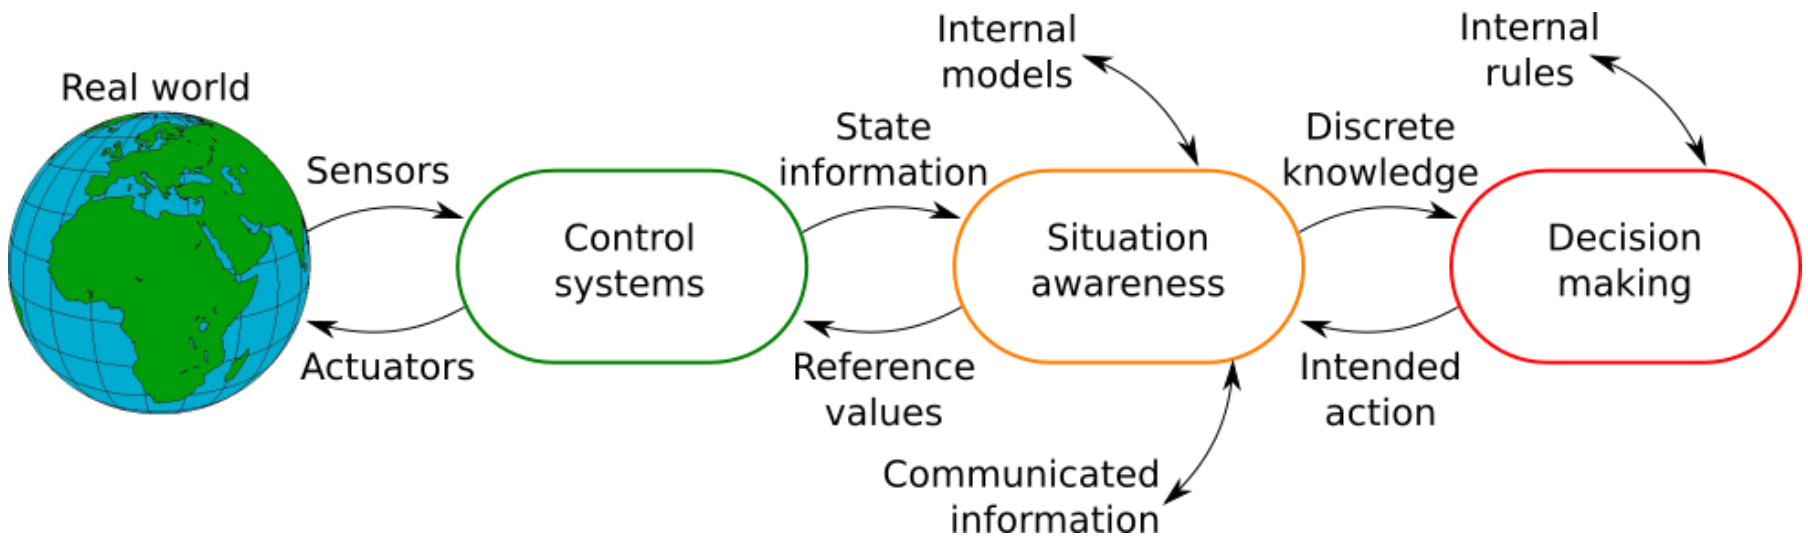 Real world
Sensors
Actuators
Control
systems
State
information
Reference
values
Internal
models
Situation
awareness
Communicated
information
Discrete
knowledge
Intended
action
Internal
rules
Decision
making